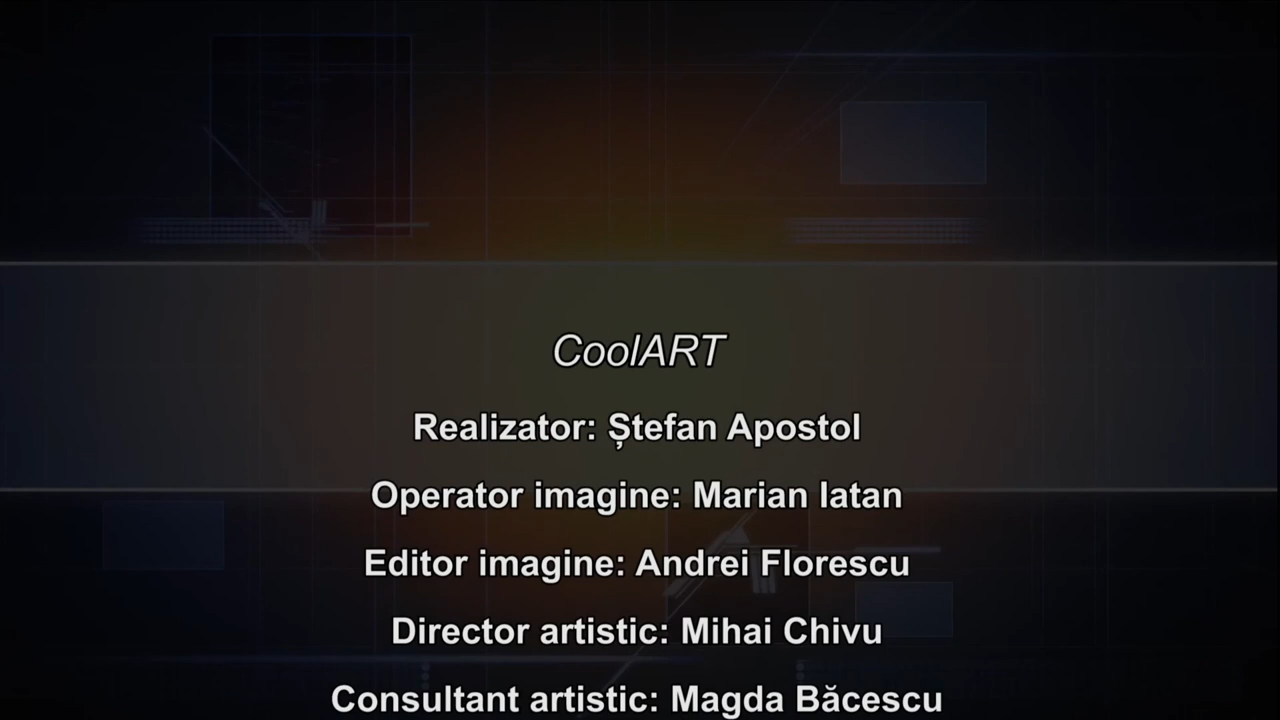 CoolART
Realizator: Ștefan Apostol
Operator imagine: Marian Iatan
Editor imagine: Andrei Florescu
Director artistic: Mihai Chivu
Consultant artistic: Magda Băcescu